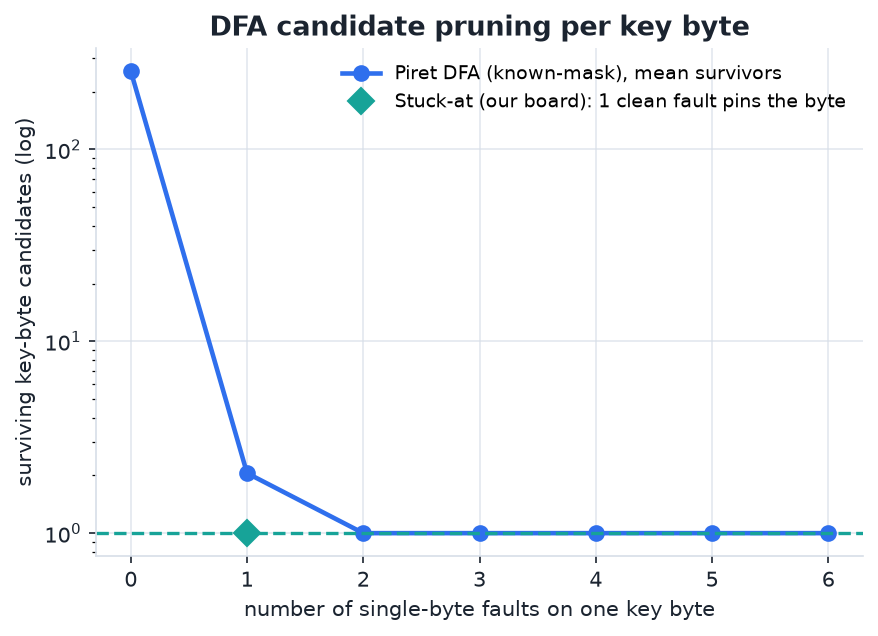 DFA candidate pruning per key byte
Piret DFA (known-mask), mean survivors
Stuck-at (our board): 1 clean fault pins the byte
surviving key-byte candidates (log)
10²
10¹
10⁰
0 1 2 3 4 5 6
number of single-byte faults on one key byte